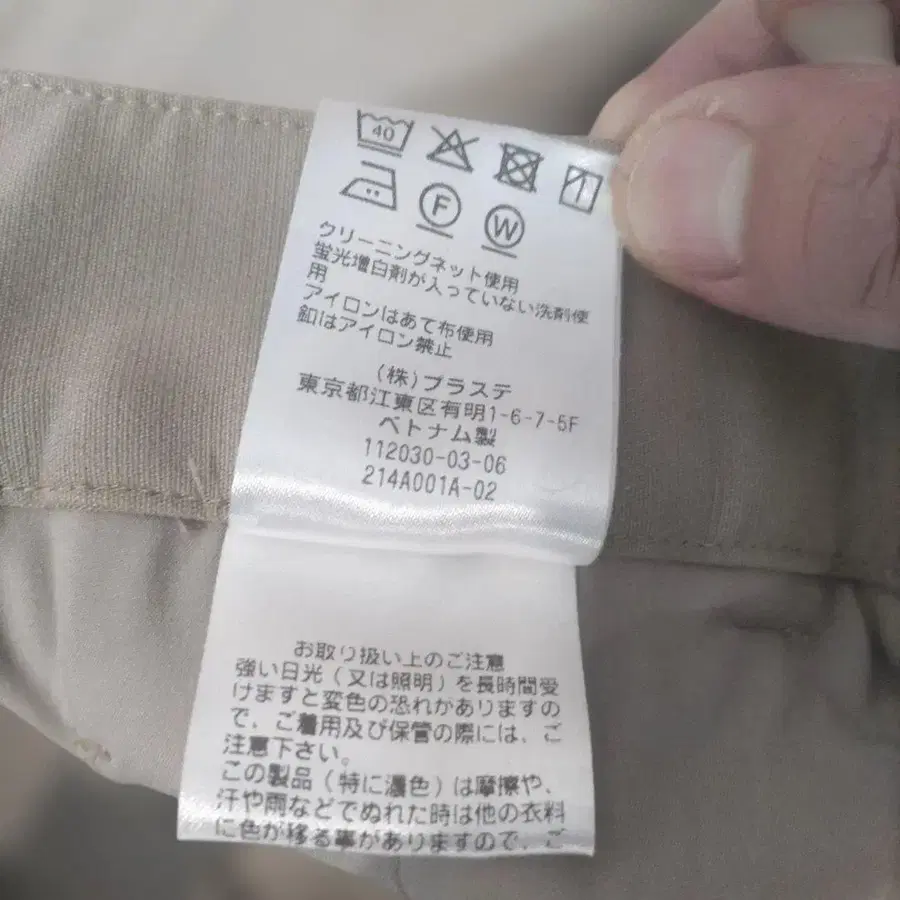 40
F W
クリーニングネット使用
蛍光増白剤が入っていない洗剤使
用
アイロンはあて布使用
釦はアイロン禁止
(株)プラステ
東京都江東区有明1-6-7-5F
ベトナム製
112030-03-06
214A001A-02
お取り扱い上のご注意
強い日光(又は照明)を長時間受
けますと変色の恐れがありますの
で、ご着用及び保管の際には、ご
注意下さい。
この製品(特に濃色)は摩擦や、
汗や雨などでぬれた時は他の衣料
に色が移る事がありますので、ご